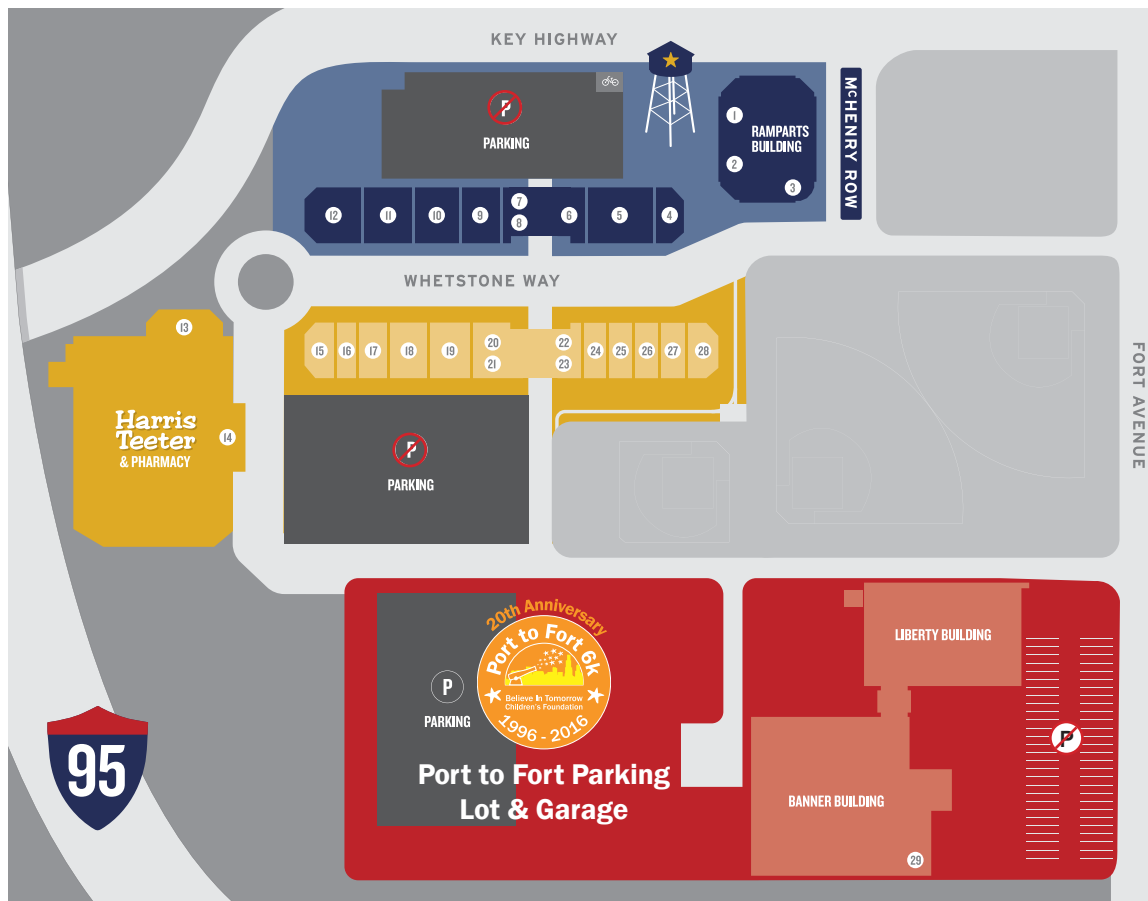 KEY HIGHWAY
P
PARKING
1
RAMPARTS
BUILDING
2
3
McHENRY ROW
12
11
10
9
7
8
6
5
4
WHETSTONE WAY
13
15
16
17
18
19
20
21
22
23
24
25
26
27
28
Harris
Teeter
& PHARMACY
14
P
PARKING
FORT AVENUE
20th Anniversary
Port to Fort 6k
Believe In Tomorrow
Children's Foundation
1996 - 2016
P
PARKING
Port to Fort Parking
Lot & Garage
LIBERTY BUILDING
P
BANNER BUILDING
29
95